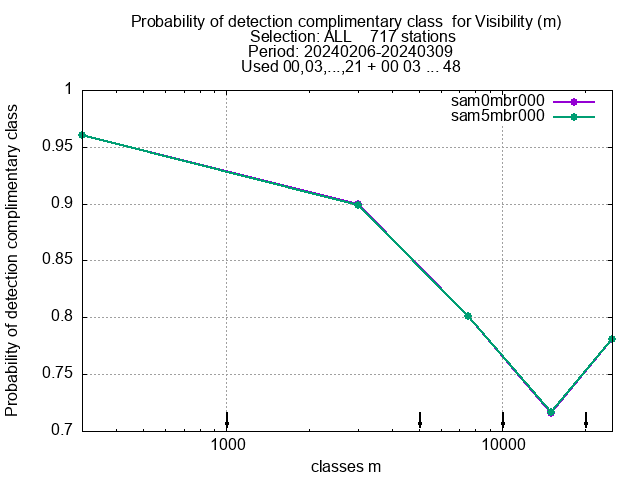 Probability of detection complimentary class  for Visibility (m)
Selection: ALL    717 stations
Period: 20240206-20240309
Used 00,03,...,21 + 00 03 ... 48
sam0mbr000
sam5mbr000
1
0.95
0.9
0.85
0.8
0.75
0.7
1000
10000
classes m
Probability of detection complimentary class